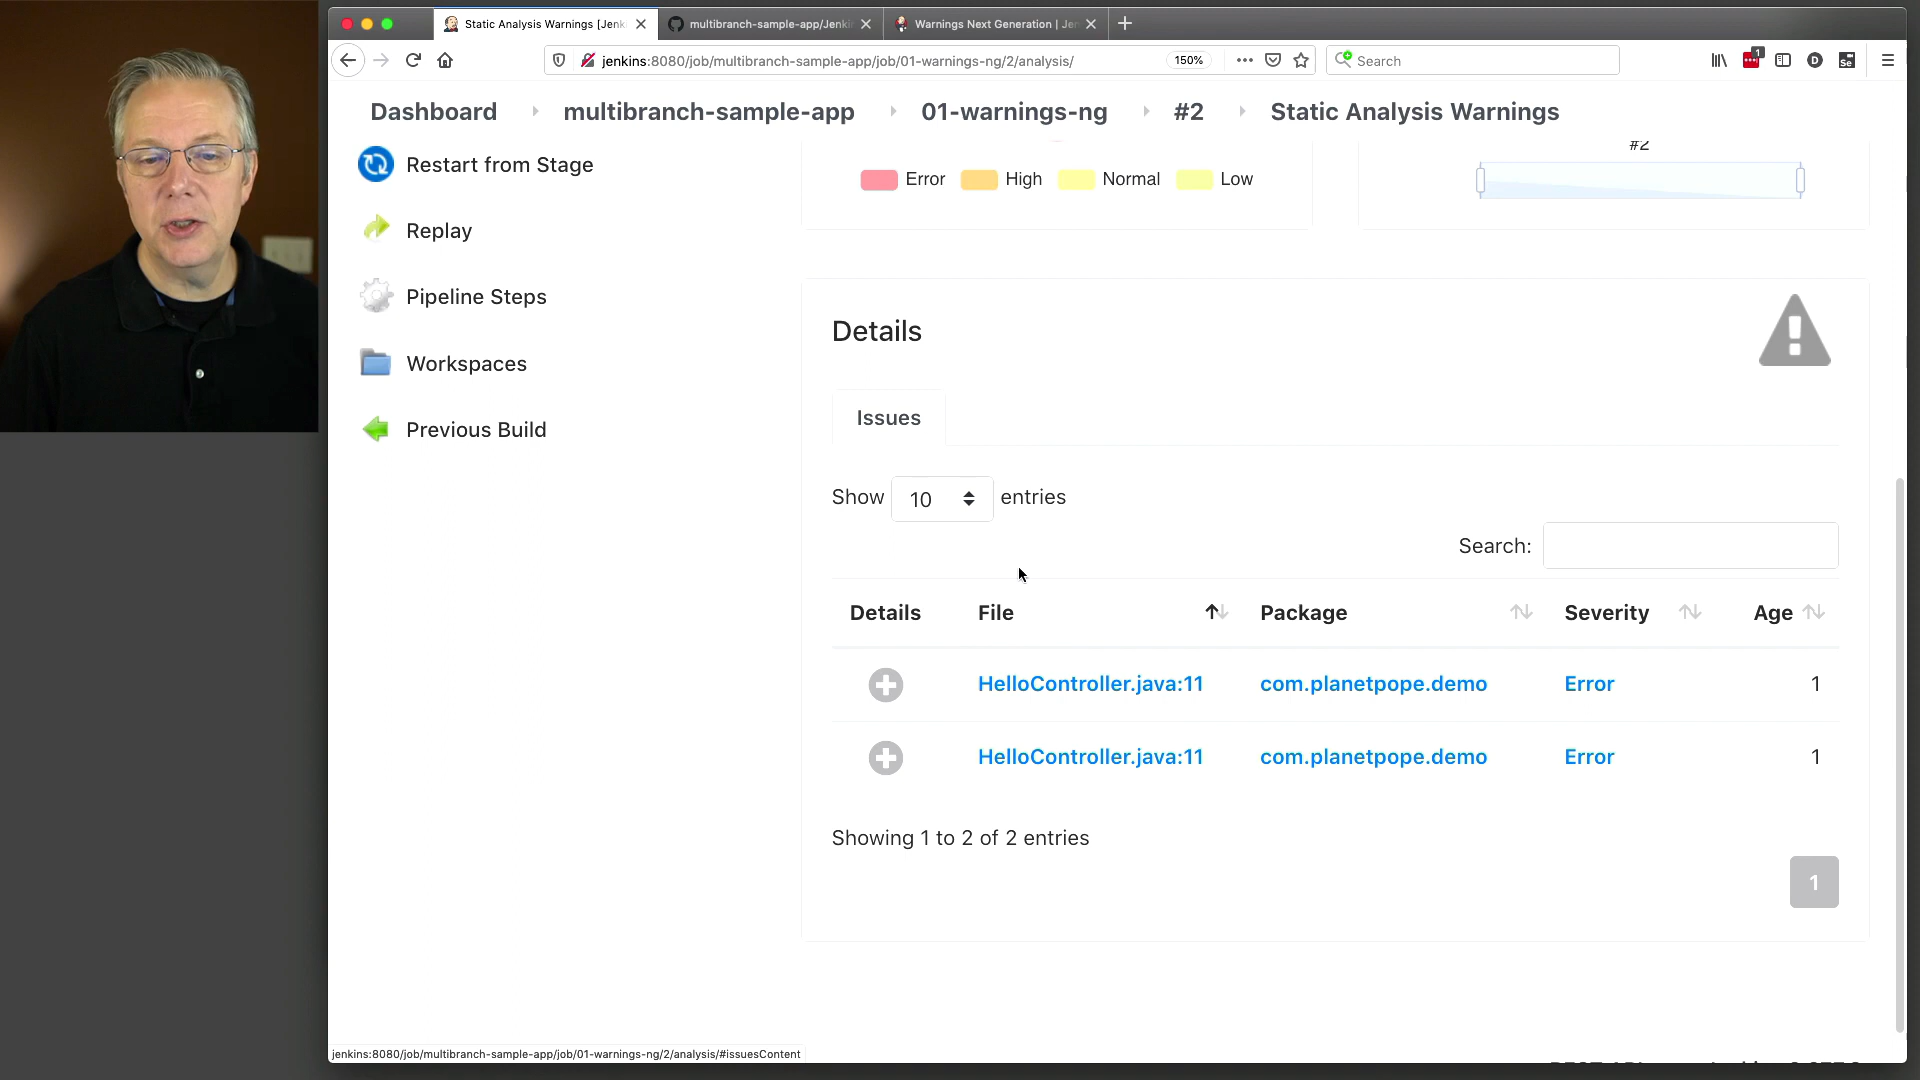 Static Analysis Warnings [Jenk
multibranch-sample-app/Jenki
Warnings Next Generation | Jen
jenkins:8080/job/multibranch-sample-app/job/01-warnings-ng/2/analysis/
150%
Search
1
Dashboard multibranch-sample-app 01-warnings-ng #2 Static Analysis Warnings
Restart from Stage
Replay
Pipeline Steps
Workspaces
Previous Build
Error High Normal Low
#2
Details
Issues
Show 10 entries
Search:
Details File Package Severity Age
HelloController.java:11 com.planetpope.demo Error 1
HelloController.java:11 com.planetpope.demo Error 1
Showing 1 to 2 of 2 entries
1
jenkins:8080/job/multibranch-sample-app/job/01-warnings-ng/2/analysis/#issuesContent